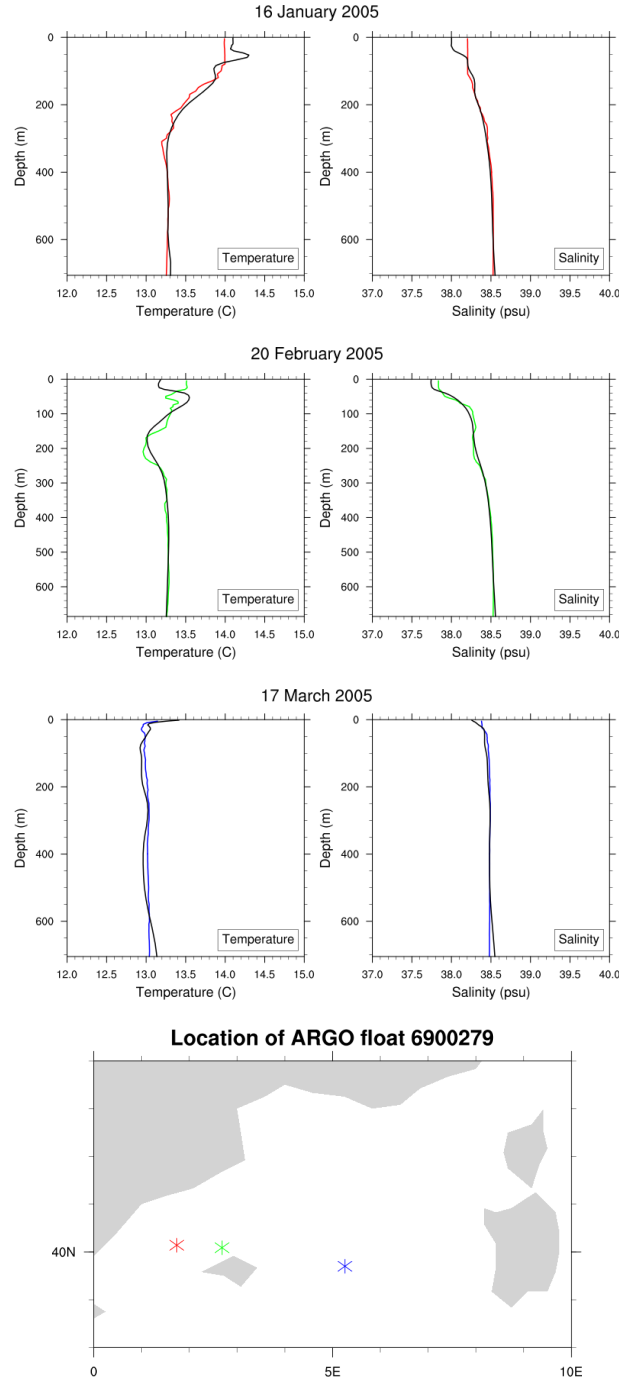 16 January 2005
0
200
400
600
Depth (m)
Temperature
12.0 12.5 13.0 13.5 14.0 14.5 15.0
Temperature (C)
0
200
400
600
Depth (m)
Salinity
37.0 37.5 38.0 38.5 39.0 39.5 40.0
Salinity (psu)
20 February 2005
0
100
200
300
400
500
600
Depth (m)
Temperature
12.0 12.5 13.0 13.5 14.0 14.5 15.0
Temperature (C)
0
100
200
300
400
500
600
Depth (m)
Salinity
37.0 37.5 38.0 38.5 39.0 39.5 40.0
Salinity (psu)
17 March 2005
0
200
400
600
Depth (m)
Temperature
12.0 12.5 13.0 13.5 14.0 14.5 15.0
Temperature (C)
0
200
400
600
Depth (m)
Salinity
37.0 37.5 38.0 38.5 39.0 39.5 40.0
Salinity (psu)
Location of ARGO float 6900279
40N
0 5E 10E